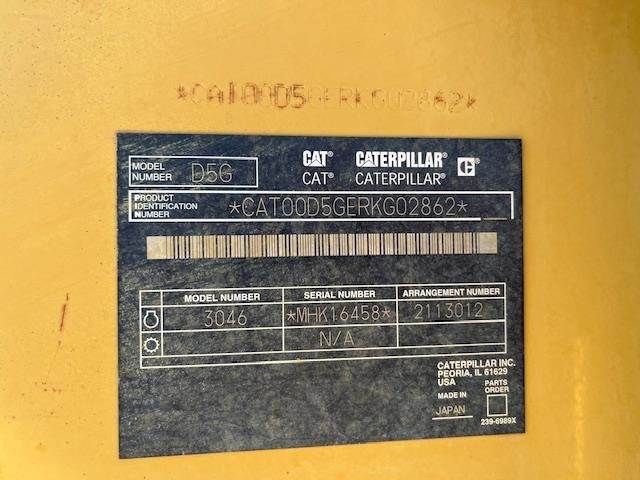 *CAT00D5GERKG02862*
MODEL NUMBER D5G
CAT® CATERPILLAR® C®
CAT® CATERPILLAR®
PRODUCT IDENTIFICATION NUMBER *CAT00D5GERKG02862*
MODEL NUMBER SERIAL NUMBER ARRANGEMENT NUMBER
3046 *MHK16458* 2113012
N/A
CATERPILLAR INC.
PEORIA, IL 61629
USA
PARTS ORDER
MADE IN
JAPAN
239-6989X